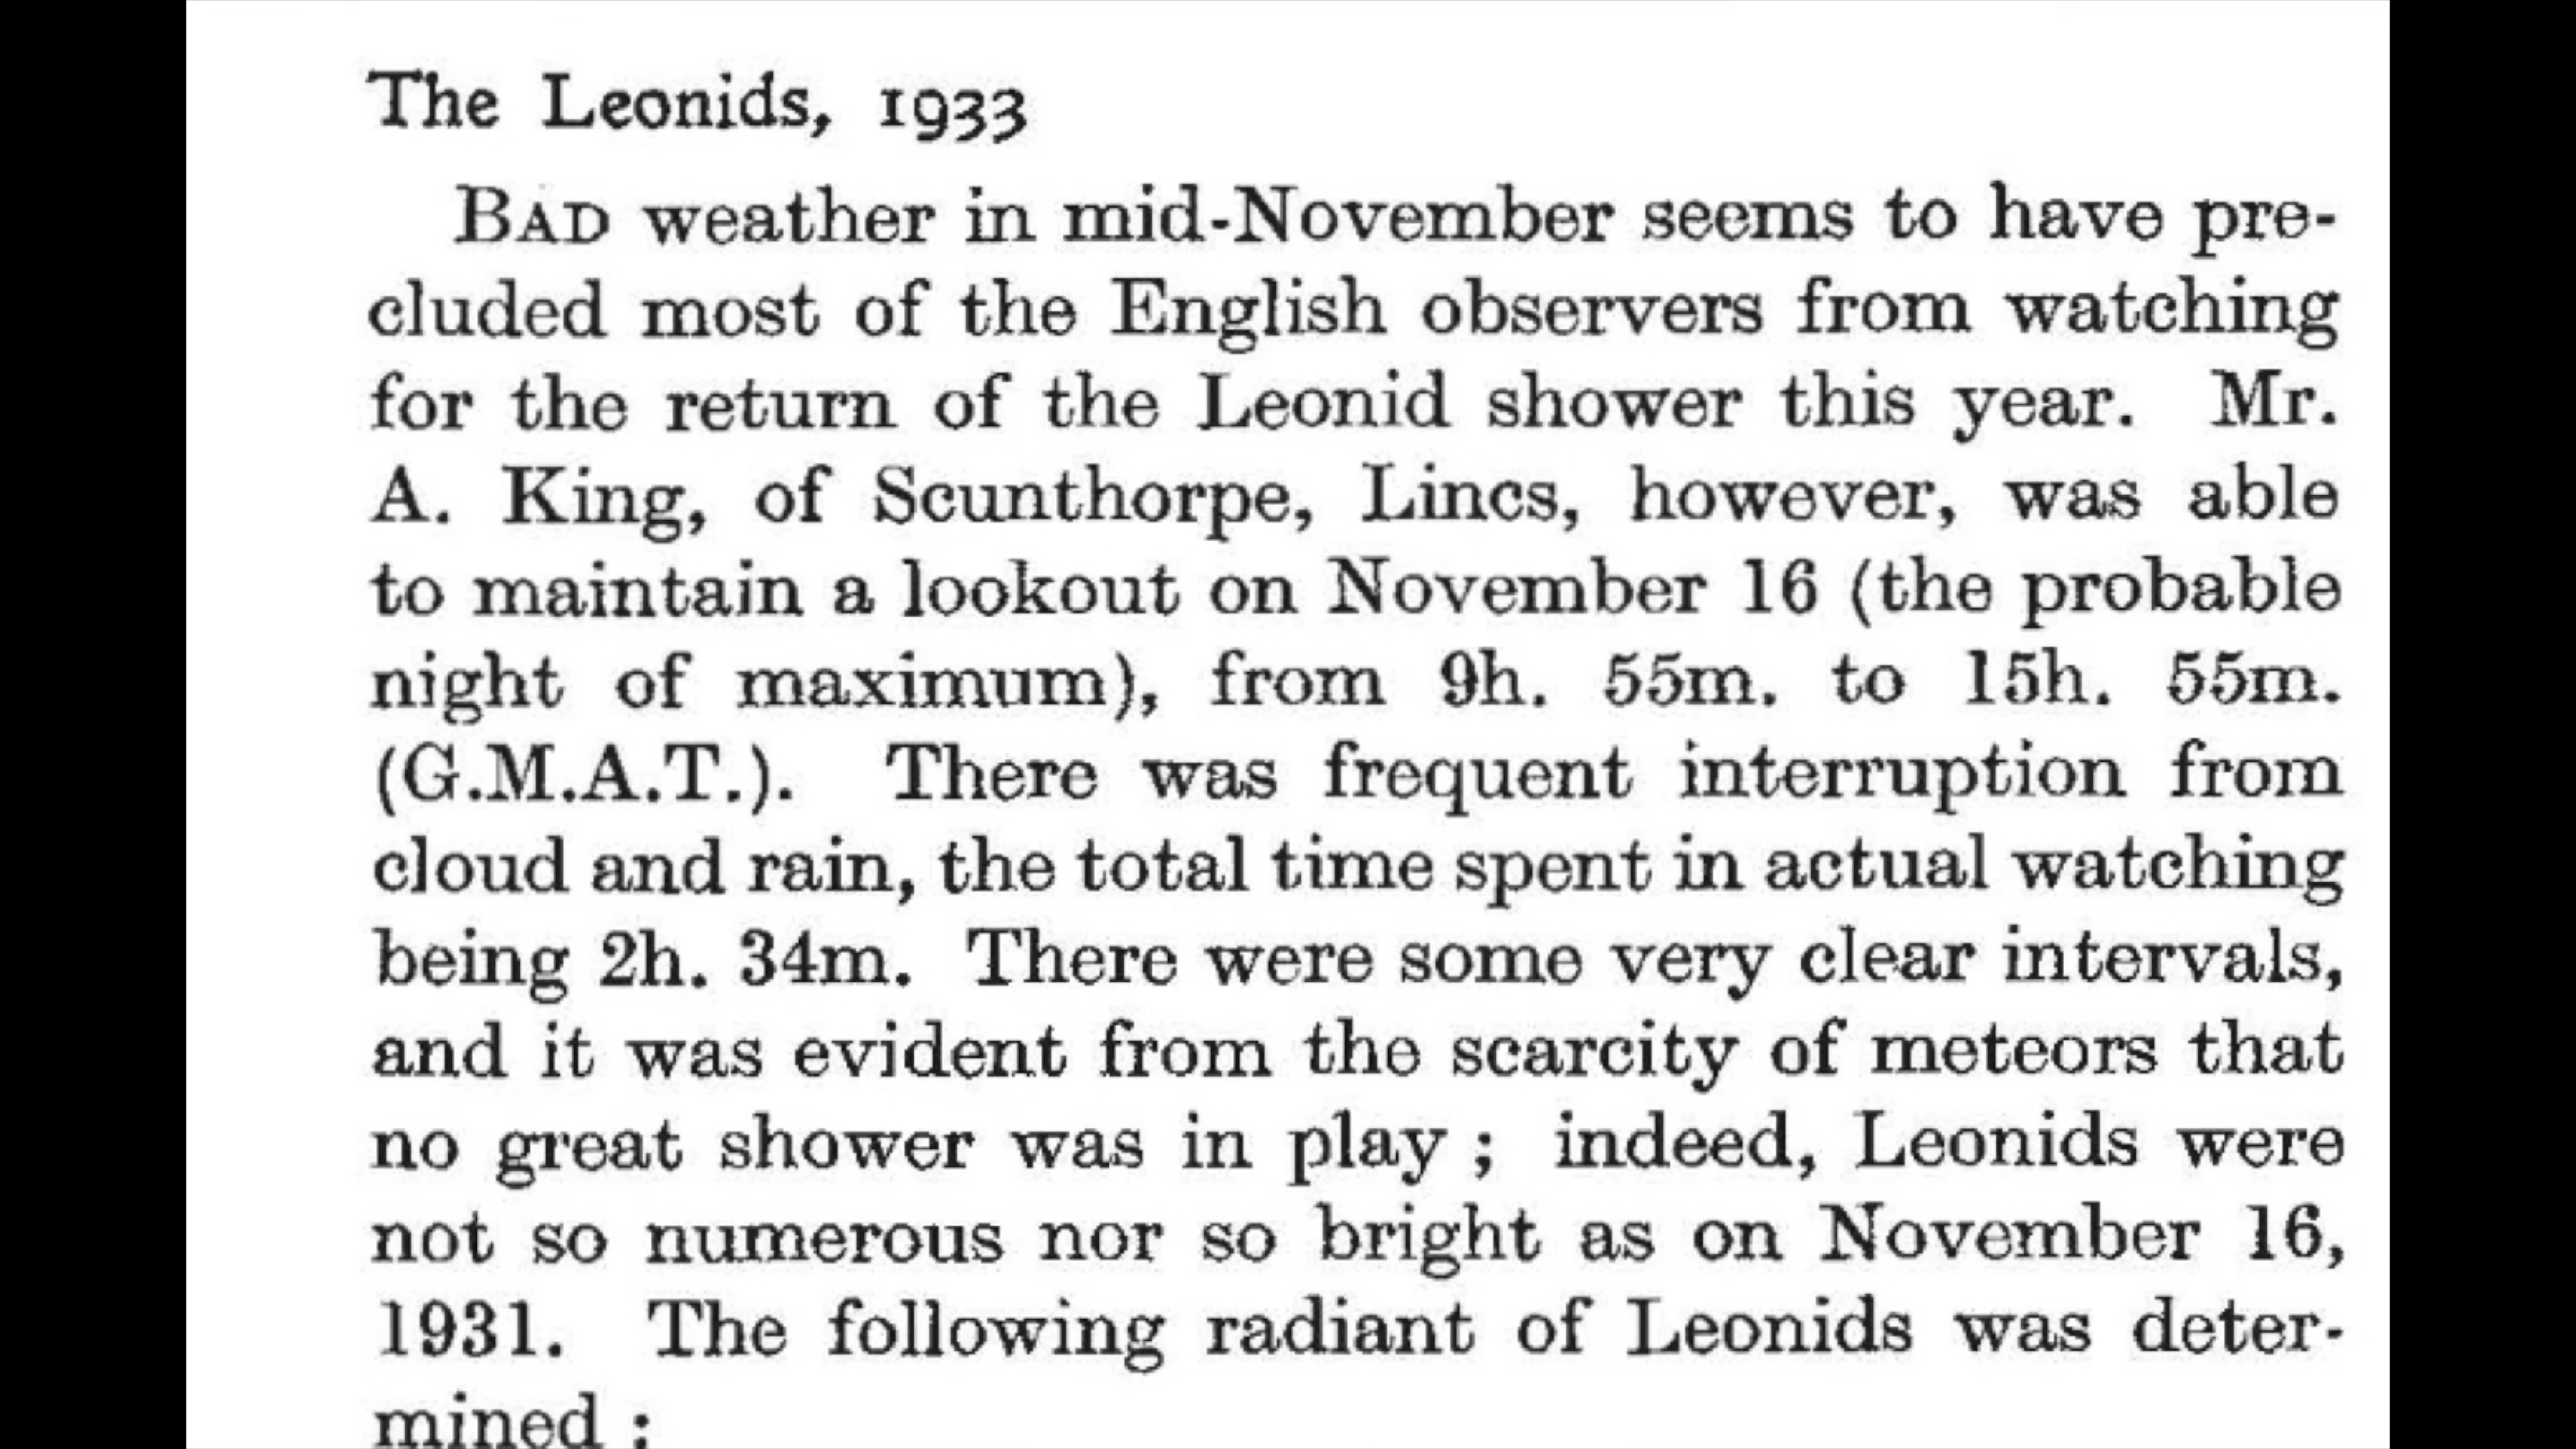 The Leonids, 1933
BAD weather in mid-November seems to have pre-
cluded most of the English observers from watching
for the return of the Leonid shower this year. Mr.
A. King, of Scunthorpe, Lincs, however, was able
to maintain a lookout on November 16 (the probable
night of maximum), from 9h. 55m. to 15h. 55m.
(G.M.A.T.). There was frequent interruption from
cloud and rain, the total time spent in actual watching
being 2h. 34m. There were some very clear intervals,
and it was evident from the scarcity of meteors that
no great shower was in play ; indeed, Leonids were
not so numerous nor so bright as on November 16,
1931. The following radiant of Leonids was deter-
mined :